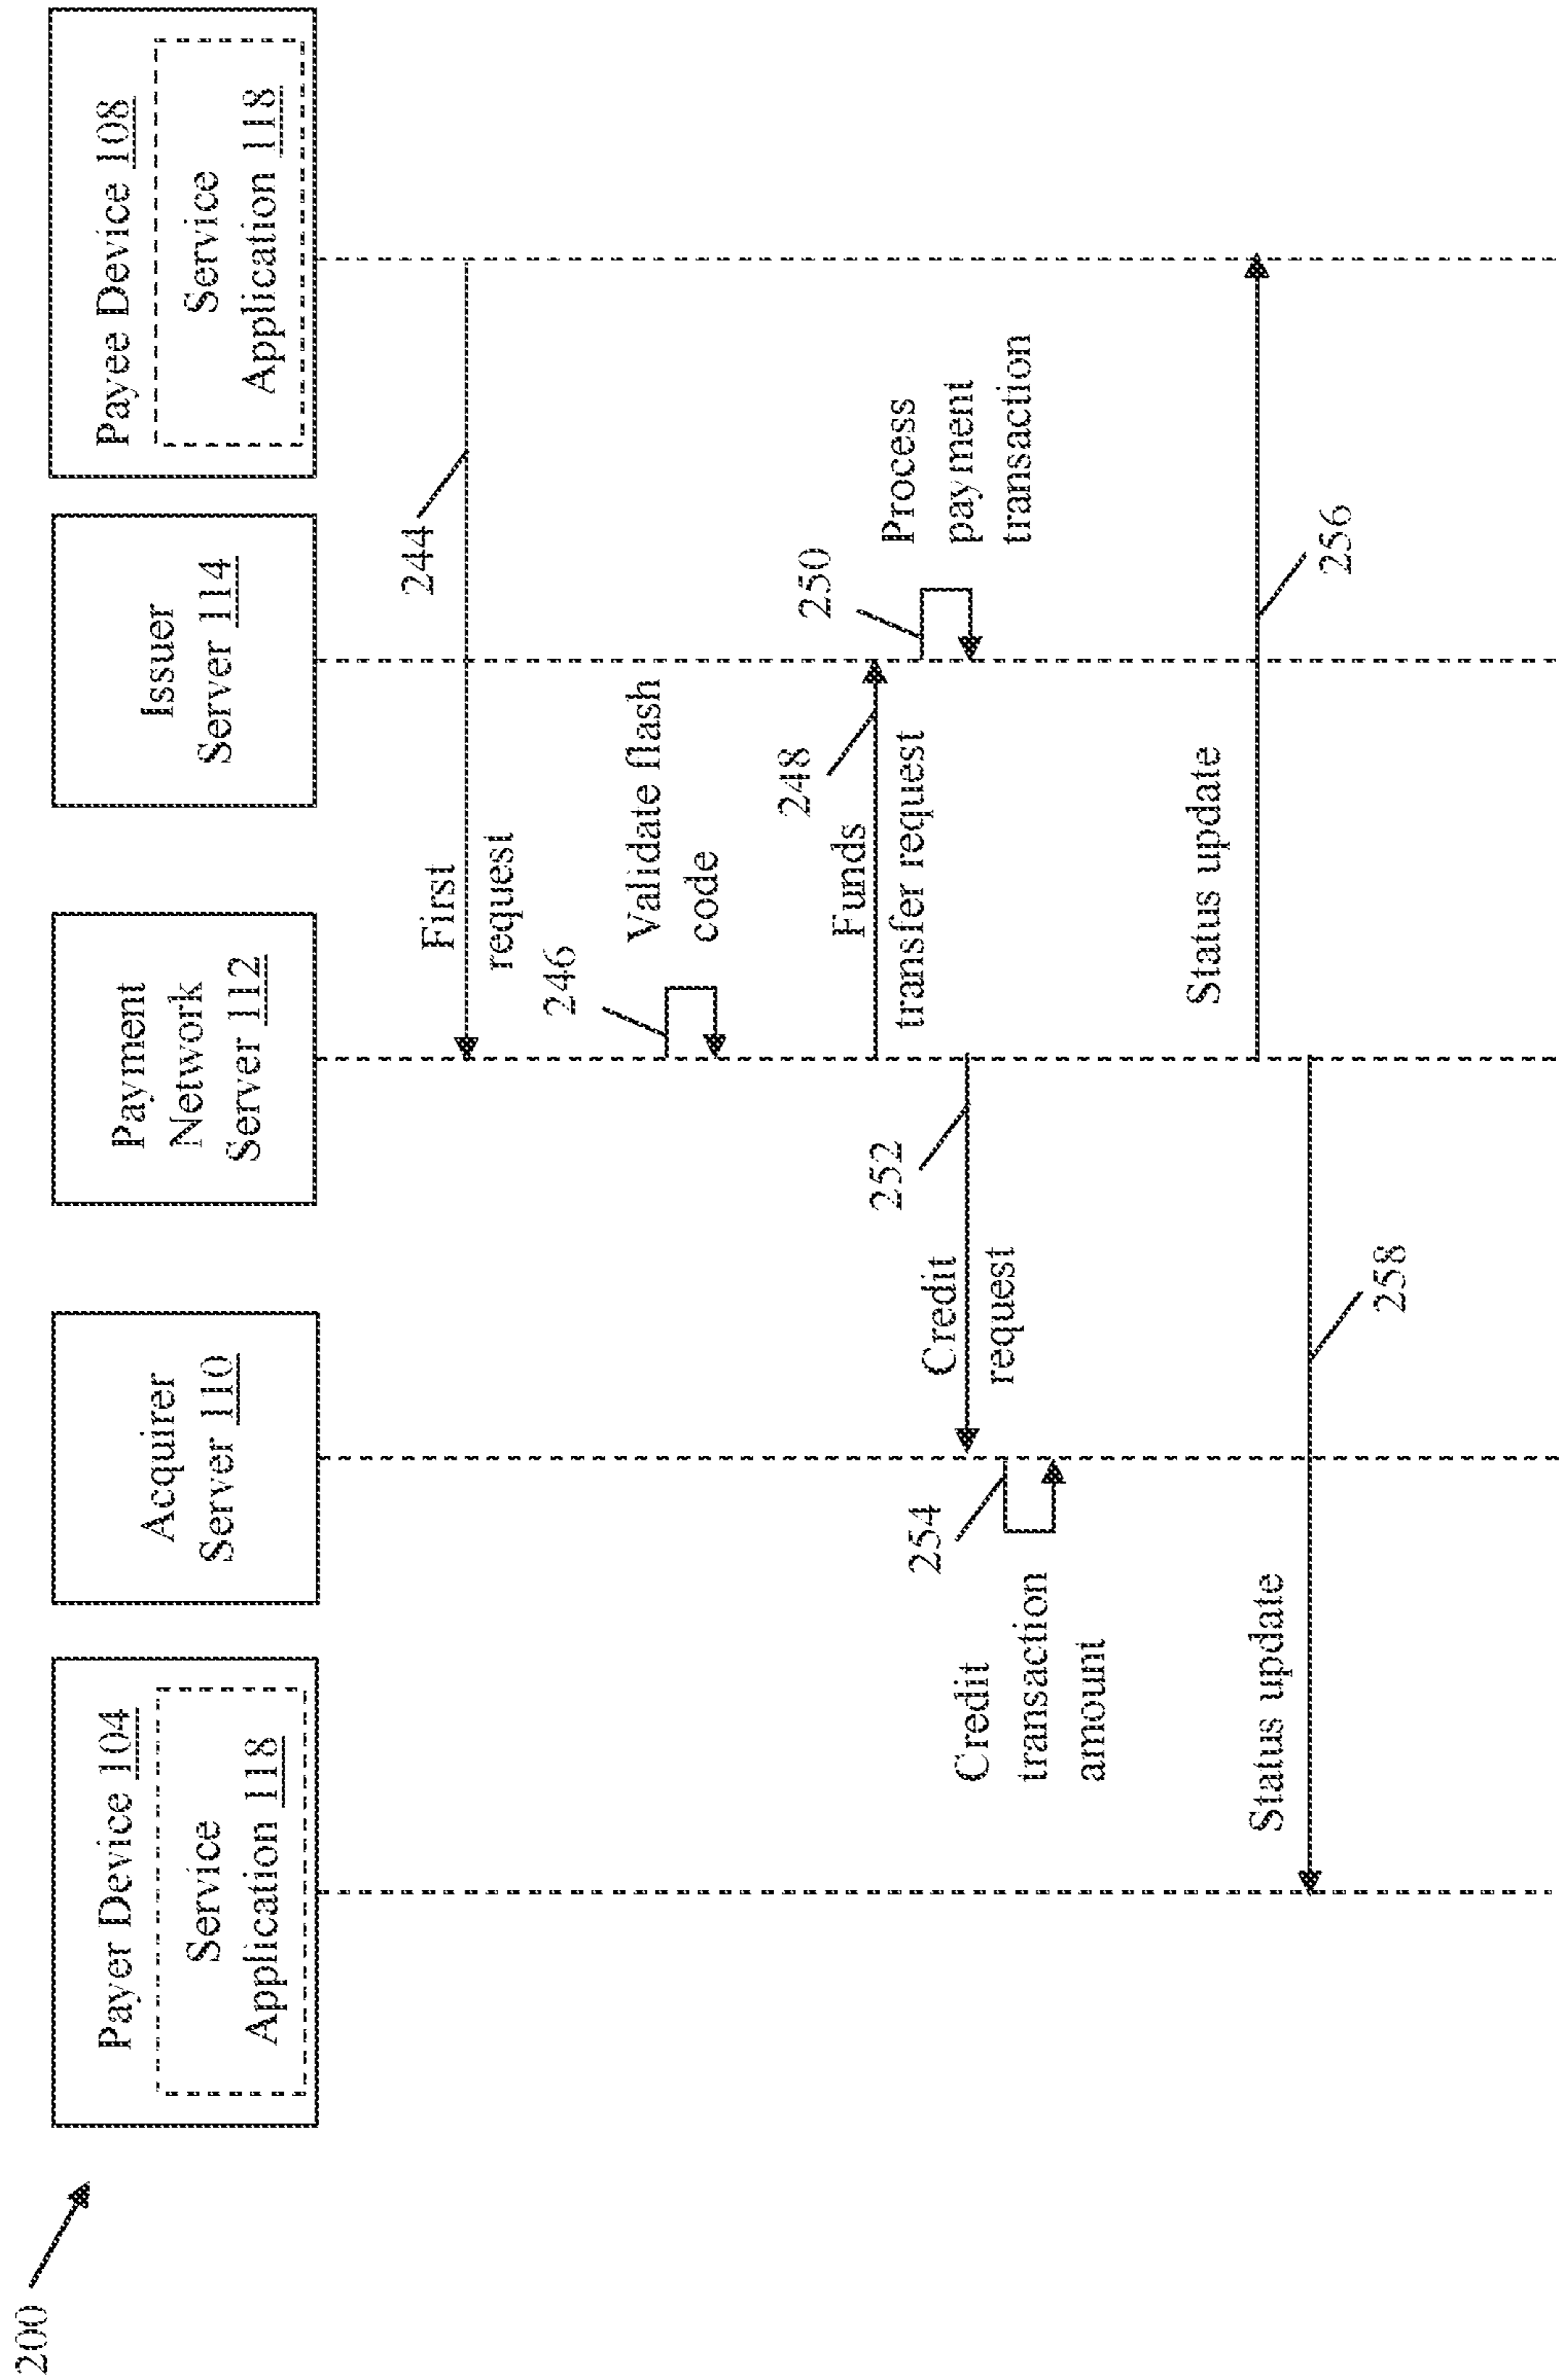 200
Payer Device 104
Service
Application 118
Acquirer
Server 110
Payment
Network
Server 112
Issuer
Server 114
Payee Device 108
Service
Application 118
244
First
request
246
Validate flash
code
248
Funds
transfer request
250
Process
payment
transaction
252
Credit
request
254
Credit
transaction
amount
Status update
256
Status update
258